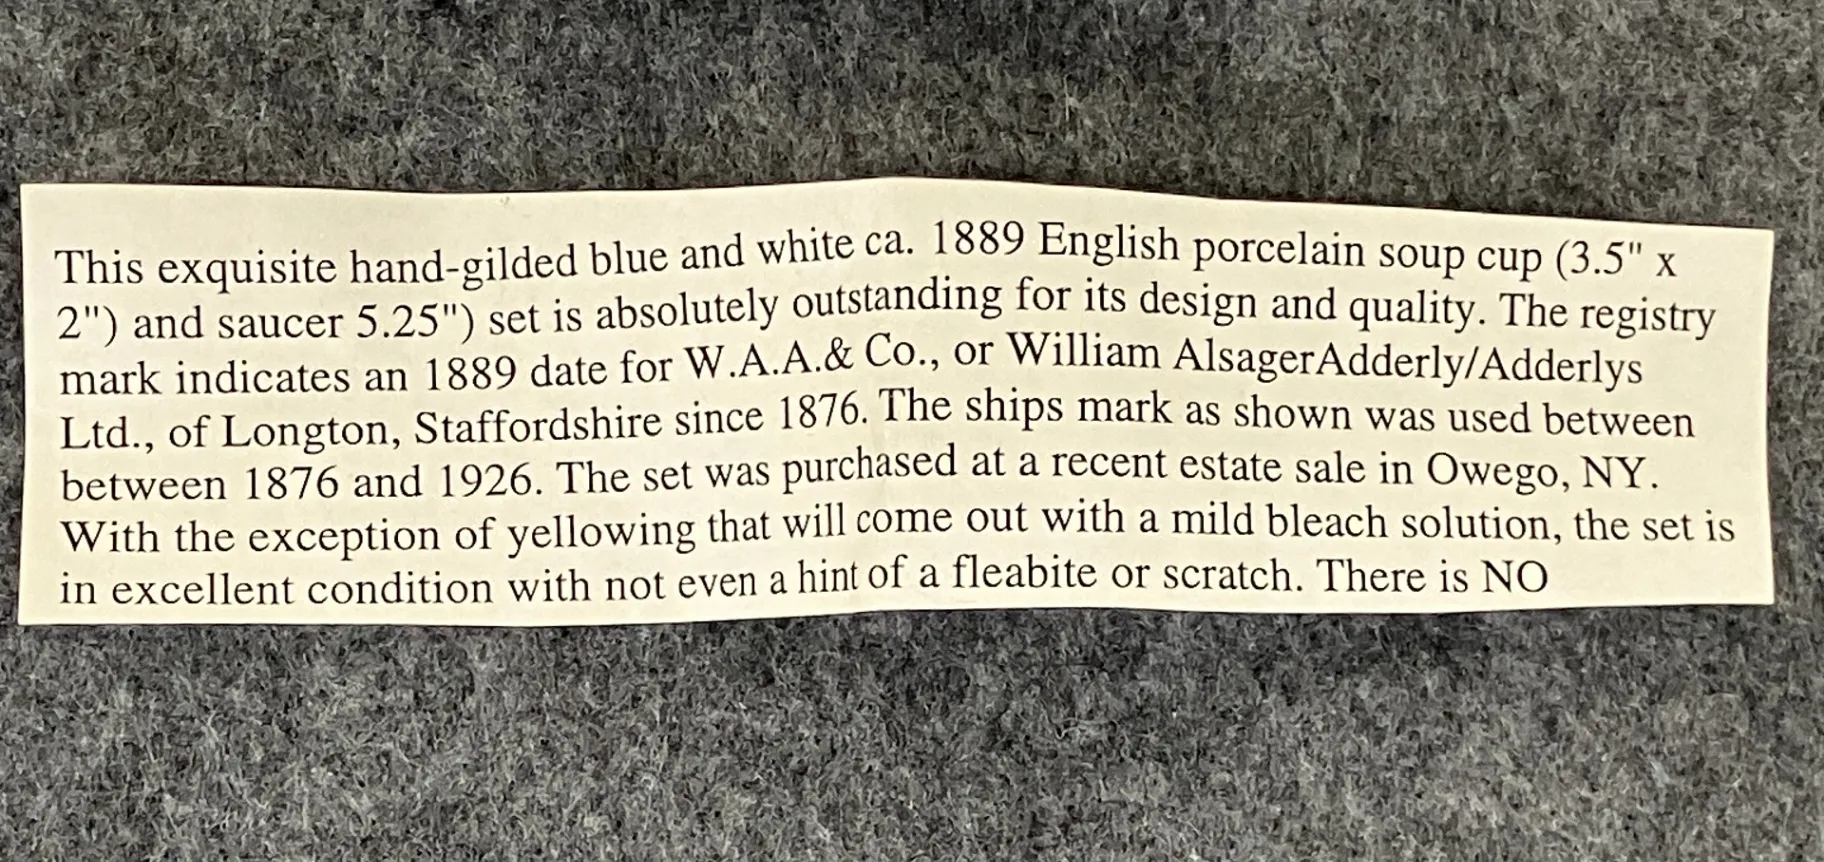 This exquisite hand-gilded blue and white ca. 1889 English porcelain soup cup (3.5" x
2") and saucer 5.25") set is absolutely outstanding for its design and quality. The registry
mark indicates an 1889 date for W.A.A.& Co., or William AlsagerAdderly/Adderlys
Ltd., of Longton, Staffordshire since 1876. The ships mark as shown was used between
between 1876 and 1926. The set was purchased at a recent estate sale in Owego, NY.
With the exception of yellowing that will come out with a mild bleach solution, the set is
in excellent condition with not even a hint of a fleabite or scratch. There is NO